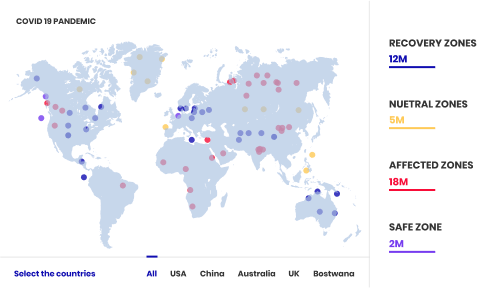 COVID 19 PANDEMIC
RECOVERY ZONES
12M
NUETRAL ZONES
5M
AFFECTED ZONES
18M
SAFE ZONE
2M
Select the countries
All USA China Australia UK Bostwana